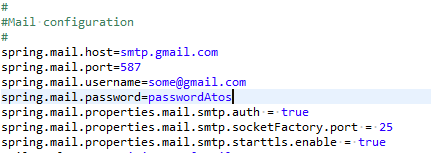 #
#Mail configuration
#
spring.mail.host=smtp.gmail.com
spring.mail.port=587
spring.mail.username=some@gmail.com
spring.mail.password=passwordAtos
spring.mail.properties.mail.smtp.auth = true
spring.mail.properties.mail.smtp.socketFactory.port = 25
spring.mail.properties.mail.smtp.starttls.enable = true